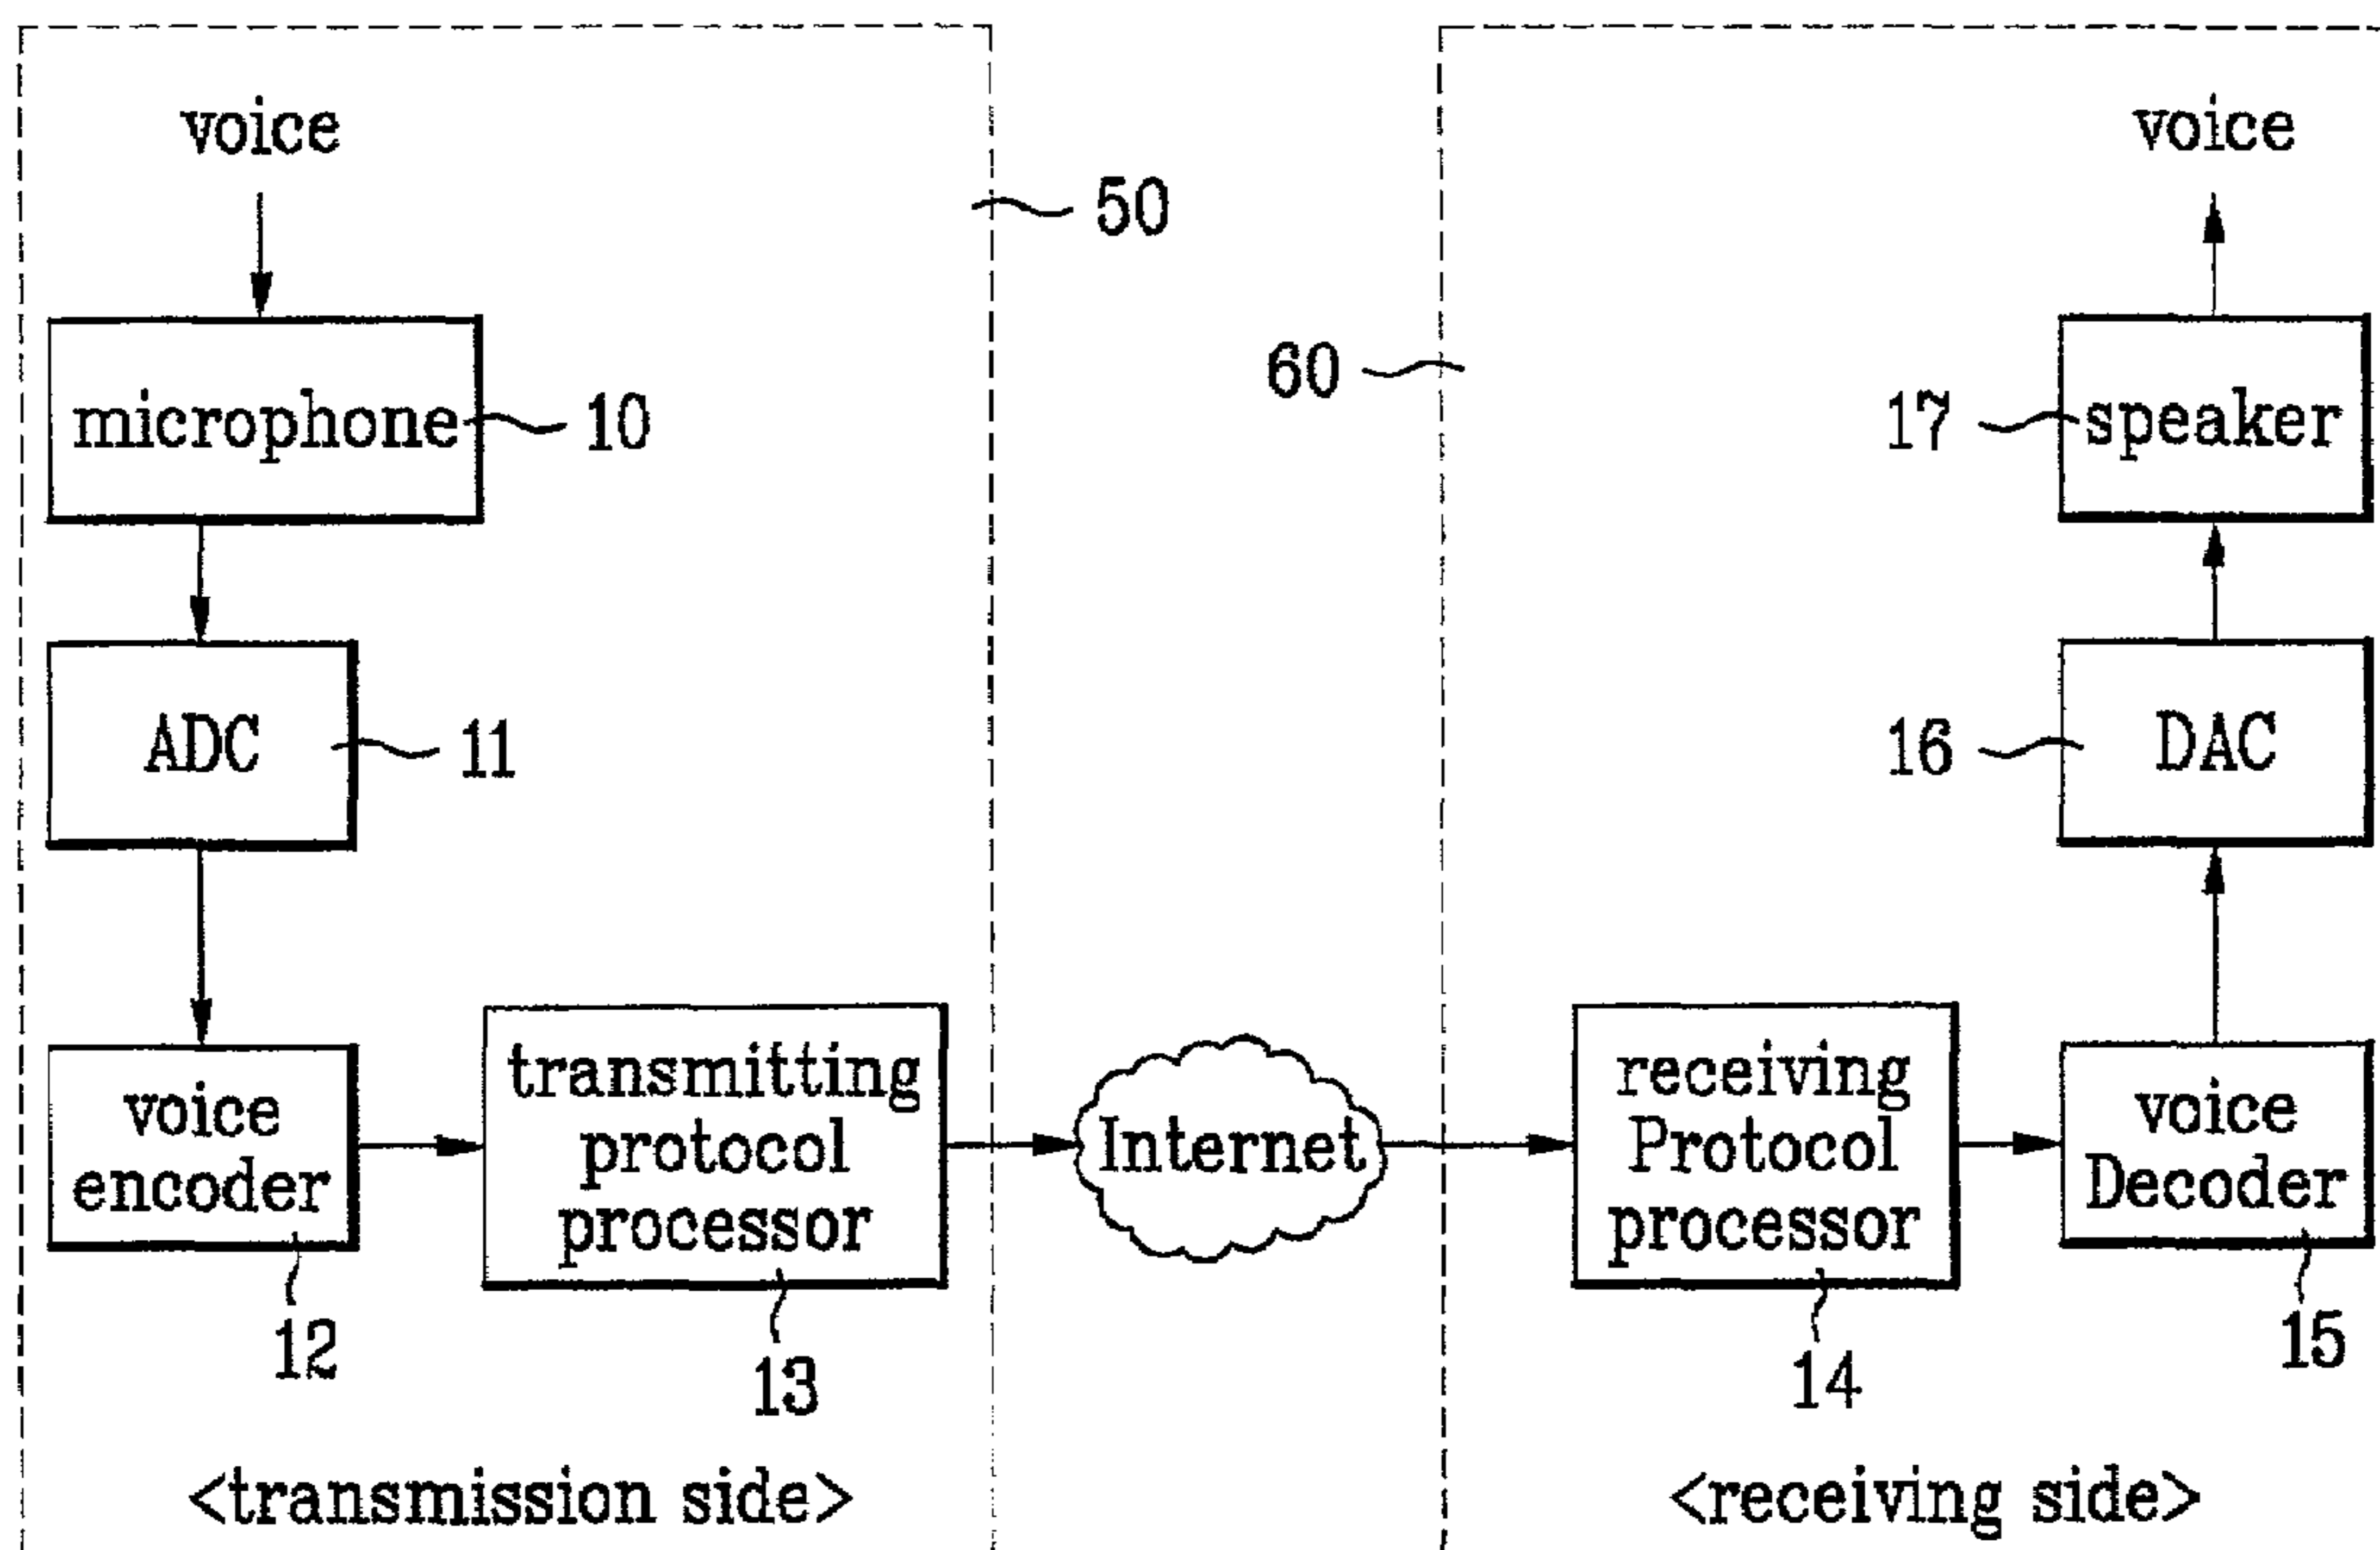 voice
50
microphone
10
ADC
11
voice
encoder
12
transmitting
protocol
processor
13
<transmission side>
Internet
voice
60
17
speaker
16
DAC
receiving
Protocol
processor
14
voice
Decoder
15
<receiving side>